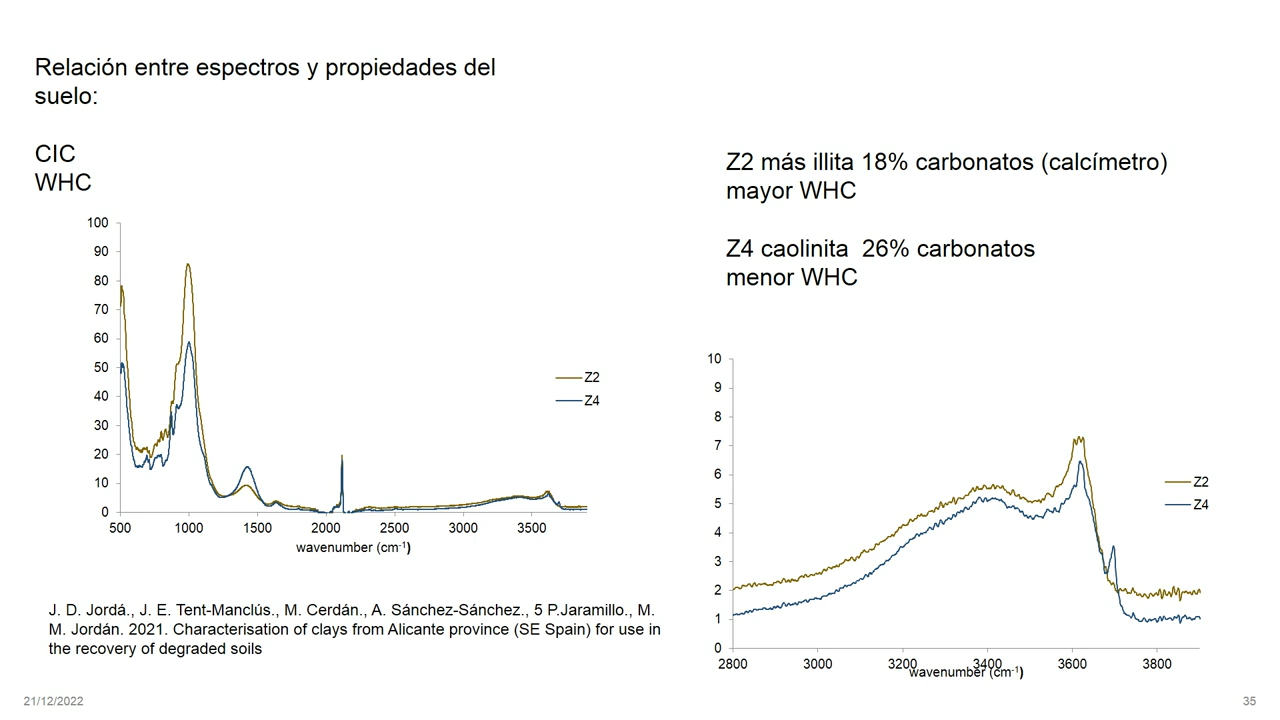 Relación entre espectros y propiedades del
suelo:
CIC
WHC
100
90
80
70
60
50
40
30
20
10
0
500
1000
1500
2000
2500
3000
3500
wavenumber (cm-1)
Z2
Z4
J. D. Jordá., J. E. Tent-Manclús., M. Cerdán., A. Sánchez-Sánchez., 5 P.Jaramillo., M.
M. Jordán. 2021. Characterisation of clays from Alicante province (SE Spain) for use in
the recovery of degraded soils
Z2 más illita 18% carbonatos (calcímetro)
mayor WHC
Z4 caolinita 26% carbonatos
menor WHC
10
9
8
7
6
5
4
3
2
1
0
2800
3000
3200
3400
3600
3800
wavenumber (cm-1)
Z2
Z4
21/12/2022
35